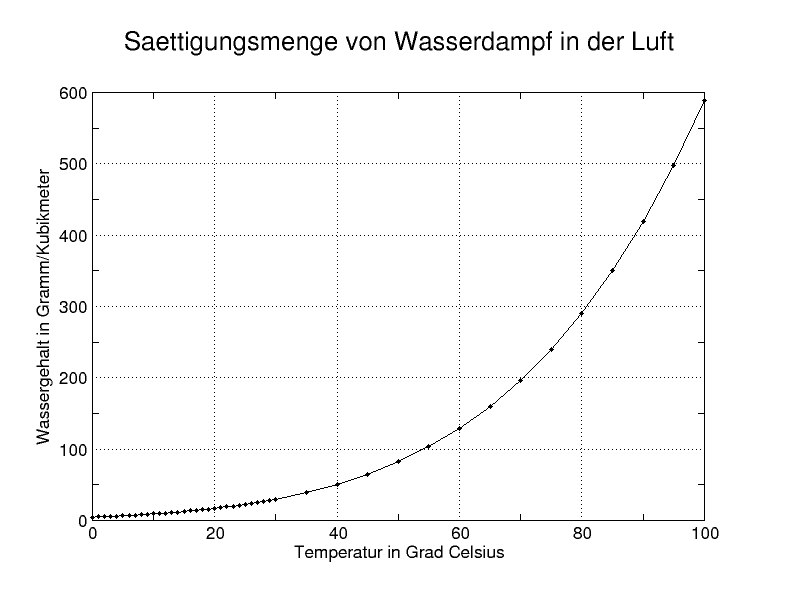 Saettigungsmenge von Wasserdampf in der Luft
600
500
400
300
200
100
0
Wassergehalt in Gramm/Kubikmeter
0 20 40 60 80 100
Temperatur in Grad Celsius